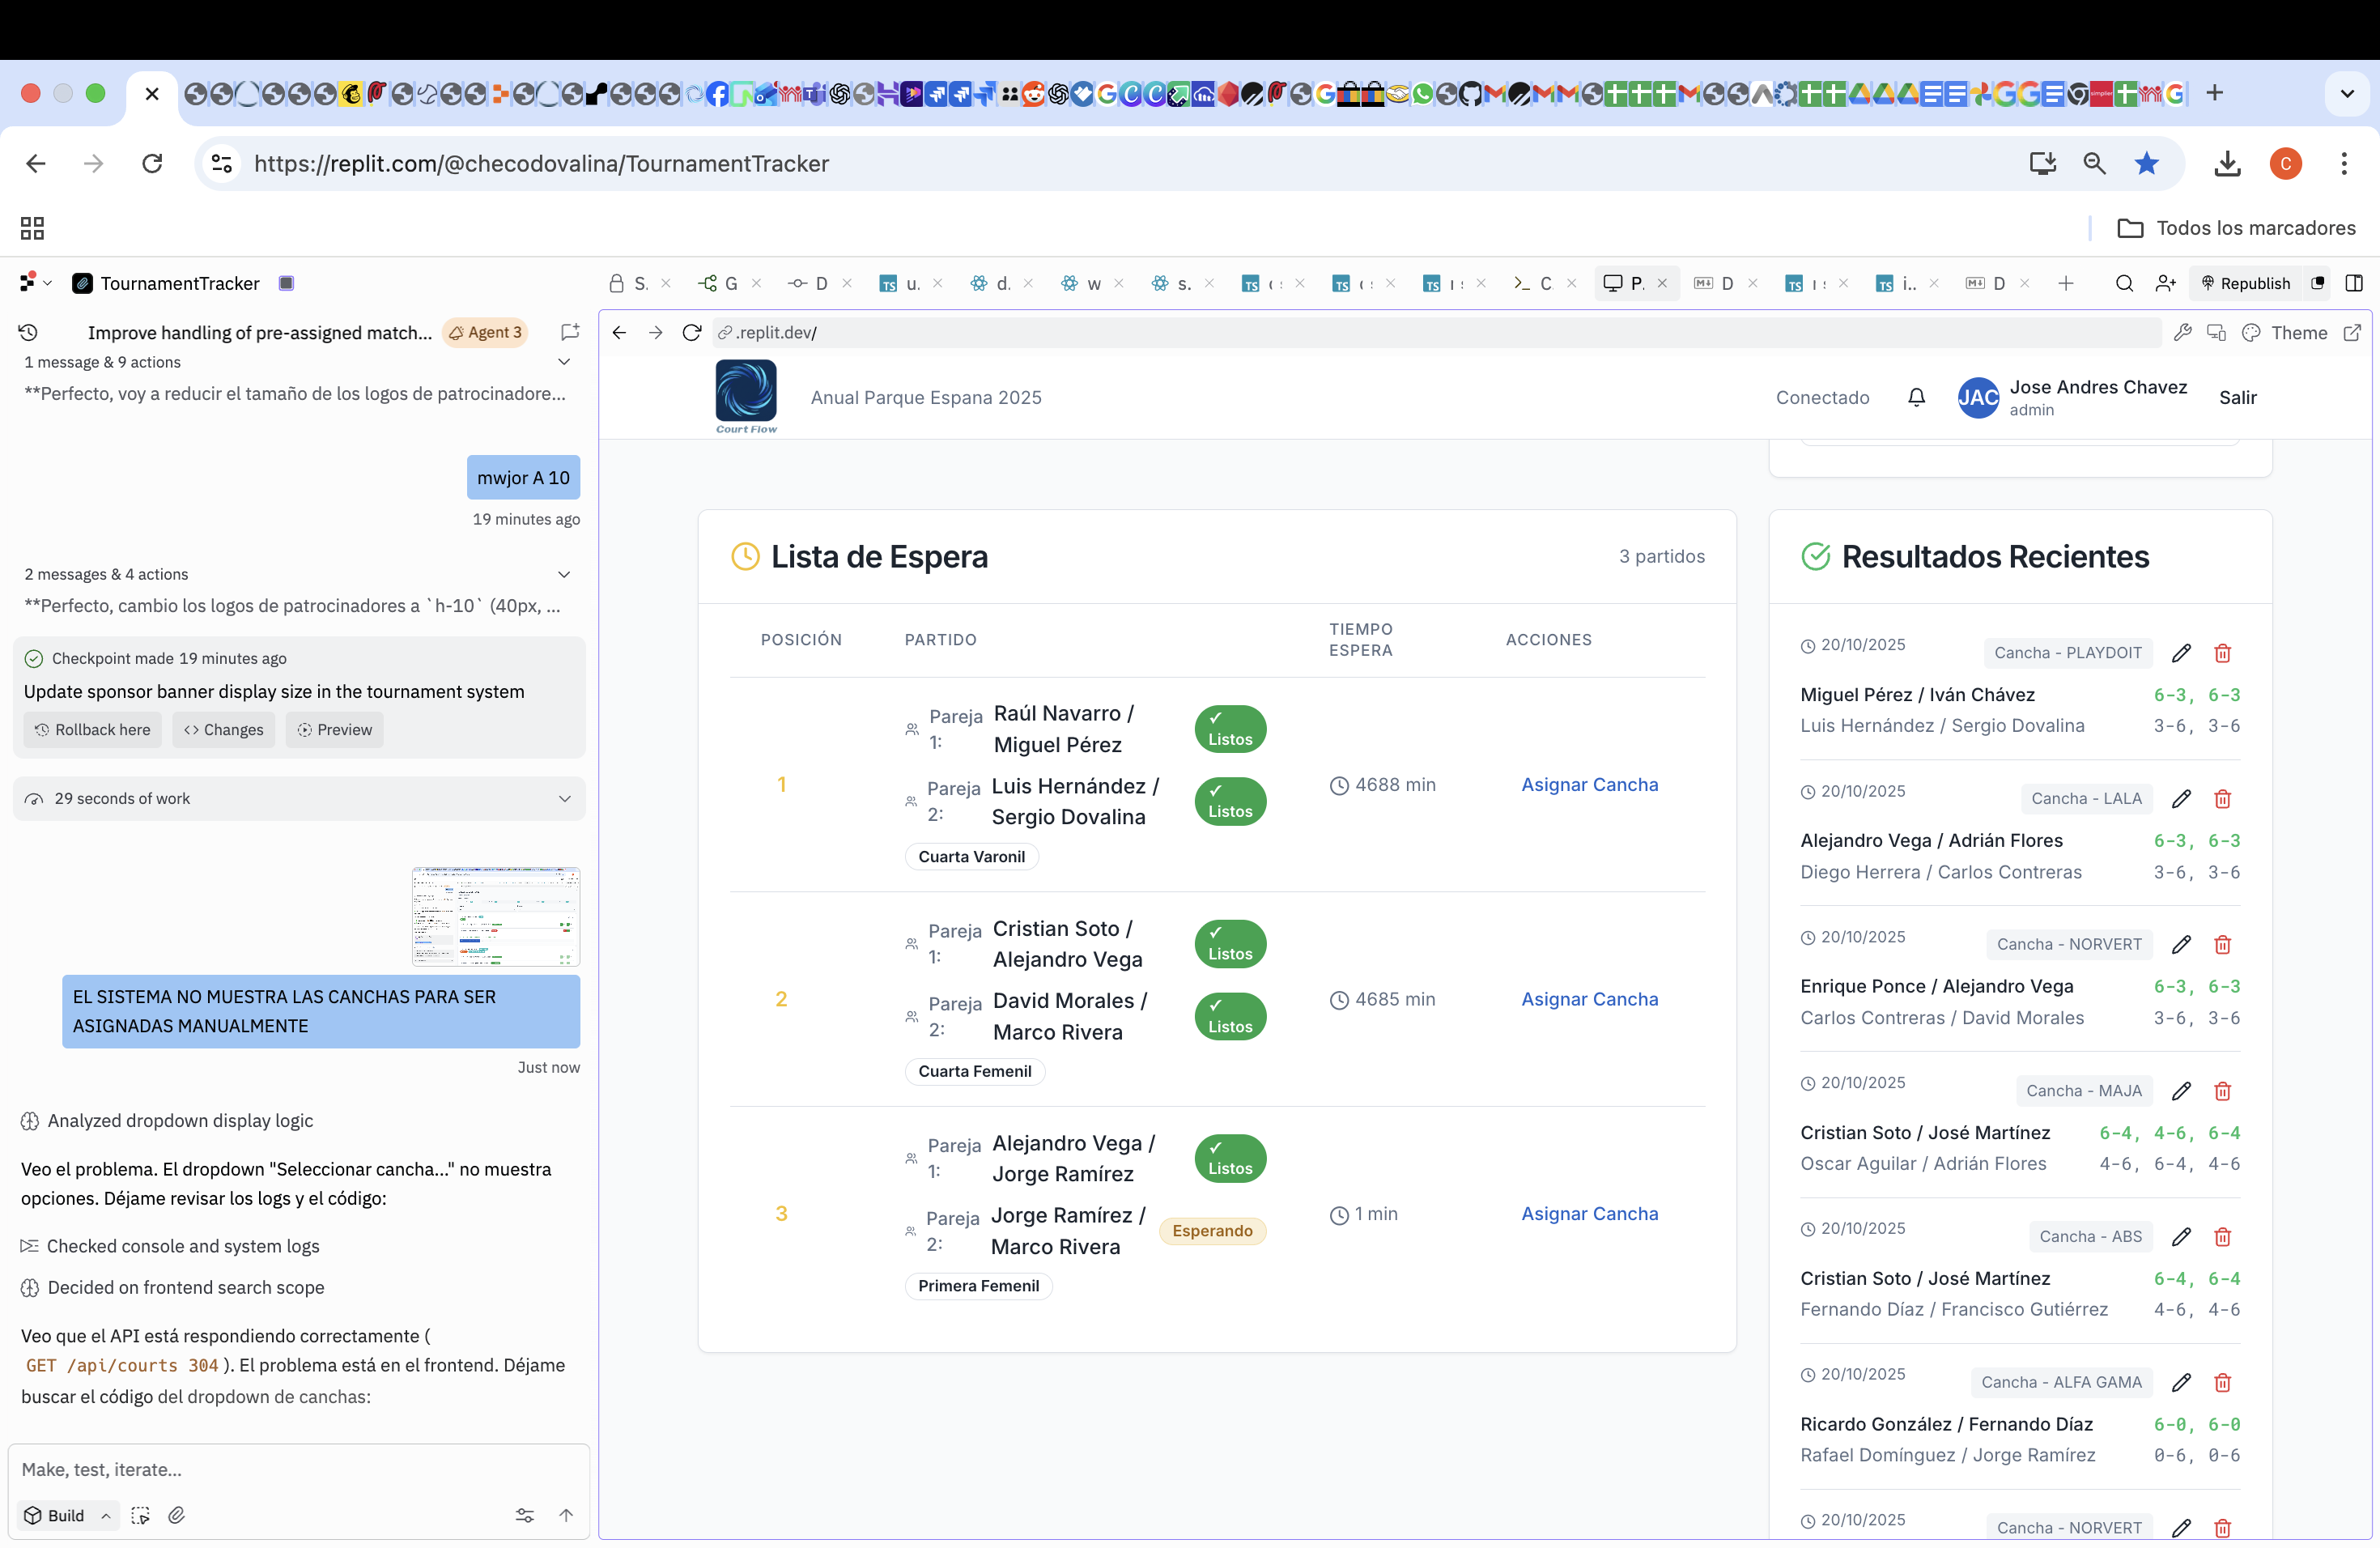 https://replit.com/@checodovalina/TournamentTracker
C
Todos los marcadores
TournamentTracker
S.
G
D
TS u.
d.
w
s.
TS
TS
TS
C
P.
D
TS
TS i..
D
Republish
Improve handling of pre-assigned match...
Agent 3
.replit.dev/
Theme
1 message & 9 actions
**Perfecto, voy a reducir el tamaño de los logos de patrocinadore...
mwjor A 10
19 minutes ago
2 messages & 4 actions
**Perfecto, cambio los logos de patrocinadores a `h-10` (40px, ...
Checkpoint made 19 minutes ago
Update sponsor banner display size in the tournament system
Rollback here
Changes
Preview
29 seconds of work
EL SISTEMA NO MUESTRA LAS CANCHAS PARA SER
ASIGNADAS MANUALMENTE
Just now
Analyzed dropdown display logic
Veo el problema. El dropdown "Seleccionar cancha..." no muestra
opciones. Déjame revisar los logs y el código:
Checked console and system logs
Decided on frontend search scope
Veo que el API está respondiendo correctamente (
GET /api/courts 304 ). El problema está en el frontend. Déjame
buscar el código del dropdown de canchas:
Make, test, iterate...
Build
Court Flow
Anual Parque Espana 2025
Conectado
JAC
Jose Andres Chavez
admin
Salir
Lista de Espera
3 partidos
POSICIÓN
PARTIDO
TIEMPO
ESPERA
ACCIONES
1
Pareja
1:
Raúl Navarro /
Miguel Pérez
✓
Listos
Pareja
2:
Luis Hernández /
Sergio Dovalina
✓
Listos
Cuarta Varonil
4688 min
Asignar Cancha
2
Pareja
1:
Cristian Soto /
Alejandro Vega
✓
Listos
Pareja
2:
David Morales /
Marco Rivera
✓
Listos
Cuarta Femenil
4685 min
Asignar Cancha
3
Pareja
1:
Alejandro Vega /
Jorge Ramírez
✓
Listos
Pareja
2:
Jorge Ramírez /
Marco Rivera
Esperando
Primera Femenil
1 min
Asignar Cancha
Resultados Recientes
20/10/2025
Cancha - PLAYDOIT
Miguel Pérez / Iván Chávez 6-3, 6-3
Luis Hernández / Sergio Dovalina 3-6, 3-6
20/10/2025
Cancha - LALA
Alejandro Vega / Adrián Flores 6-3, 6-3
Diego Herrera / Carlos Contreras 3-6, 3-6
20/10/2025
Cancha - NORVERT
Enrique Ponce / Alejandro Vega 6-3, 6-3
Carlos Contreras / David Morales 3-6, 3-6
20/10/2025
Cancha - MAJA
Cristian Soto / José Martínez 6-4, 4-6, 6-4
Oscar Aguilar / Adrián Flores 4-6, 6-4, 4-6
20/10/2025
Cancha - ABS
Cristian Soto / José Martínez 6-4, 6-4
Fernando Díaz / Francisco Gutiérrez 4-6, 4-6
20/10/2025
Cancha - ALFA GAMA
Ricardo González / Fernando Díaz 6-0, 6-0
Rafael Domínguez / Jorge Ramírez 0-6, 0-6
20/10/2025
Cancha - NORVERT